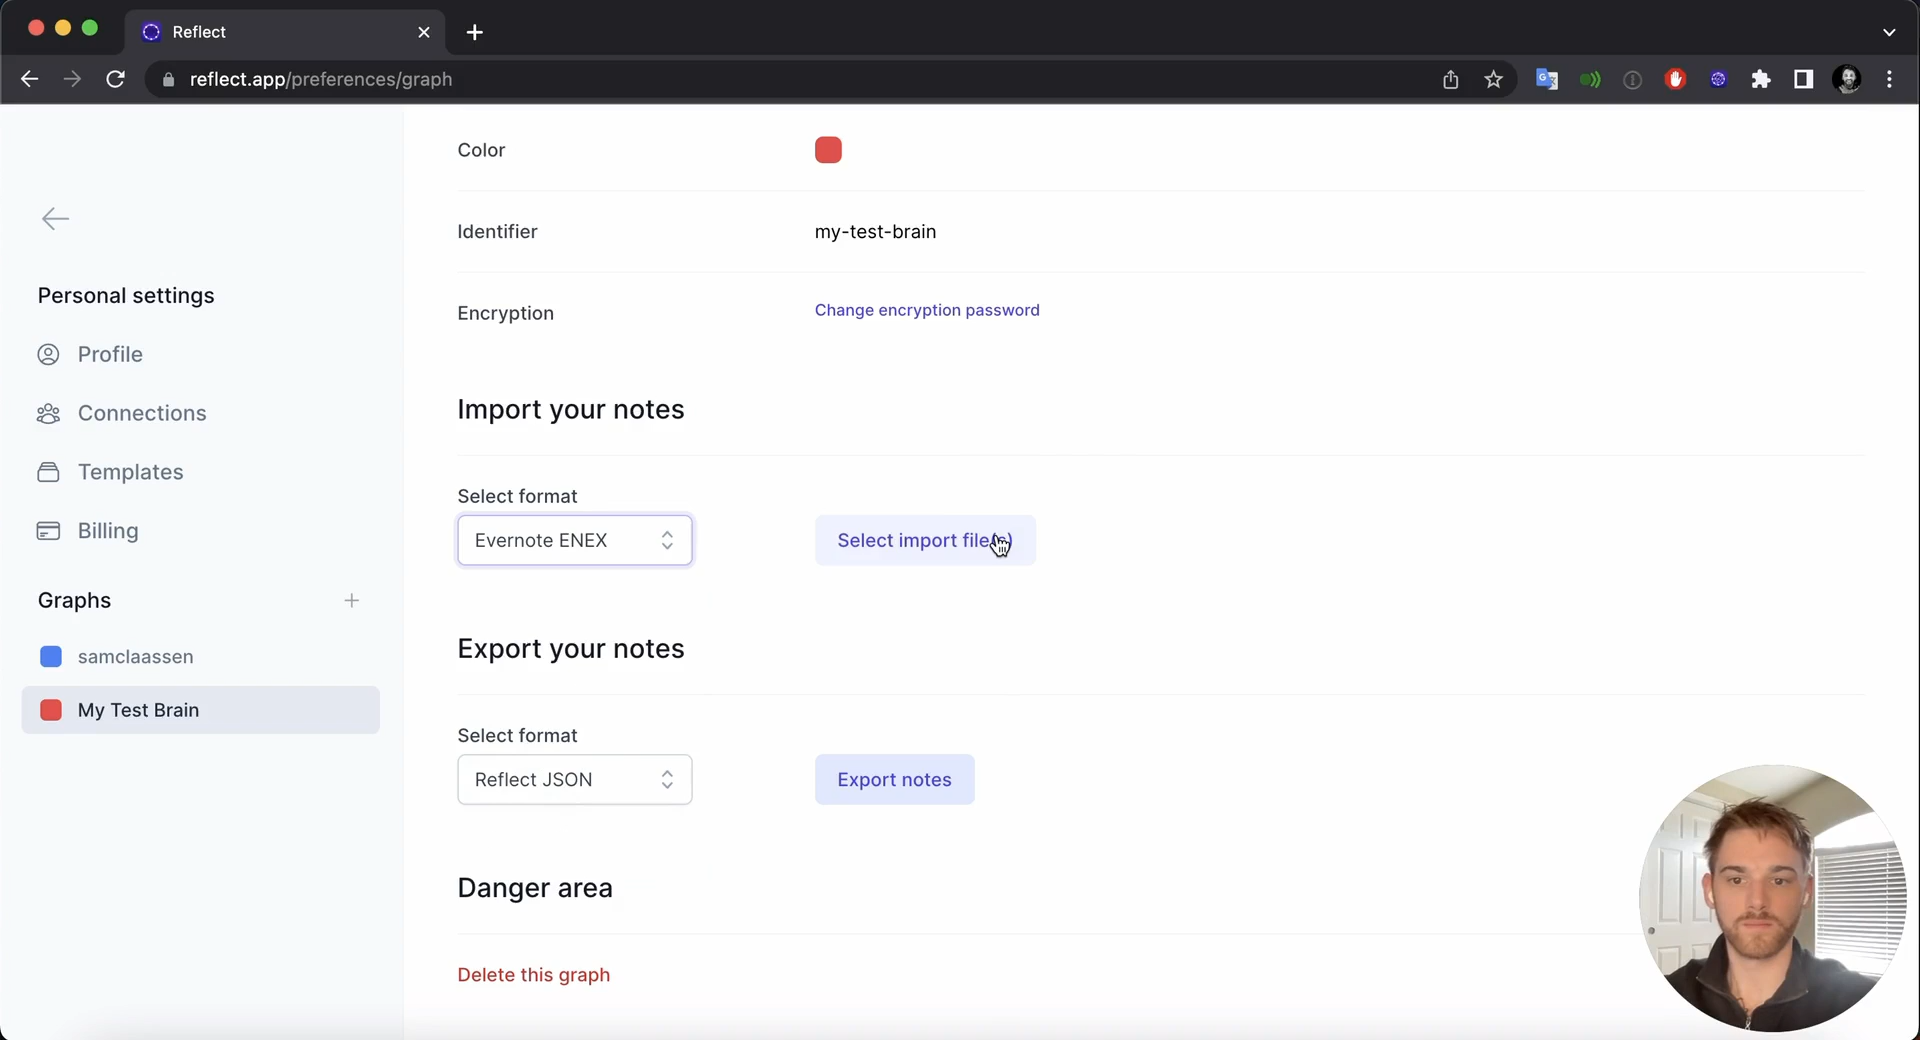 Reflect
reflect.app/preferences/graph
Color
Identifier
my-test-brain
Encryption
Change encryption password
Personal settings
Profile
Connections
Templates
Billing
Graphs
samclaassen
My Test Brain
Import your notes
Select format
Evernote ENEX
Select import file(s)
Export your notes
Select format
Reflect JSON
Export notes
Danger area
Delete this graph